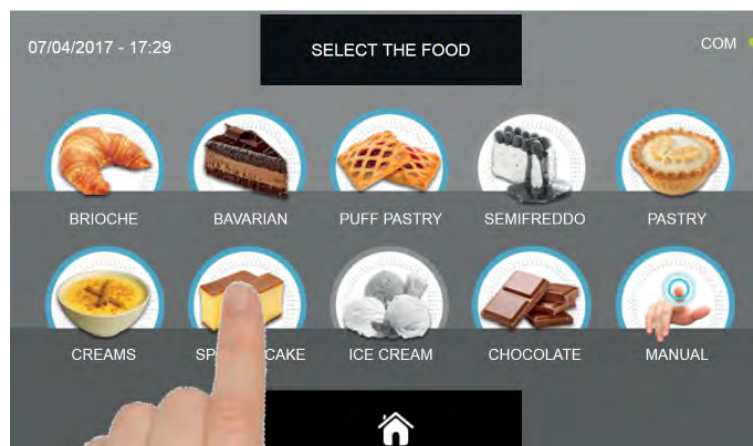 07/04/2017 - 17:29
SELECT THE FOOD
COM
BRIOCHE
BAVARIAN
PUFF PASTRY
SEMIFREDDO
PASTRY
CREAMS
CAKE
ICE CREAM
CHOCOLATE
MANUAL